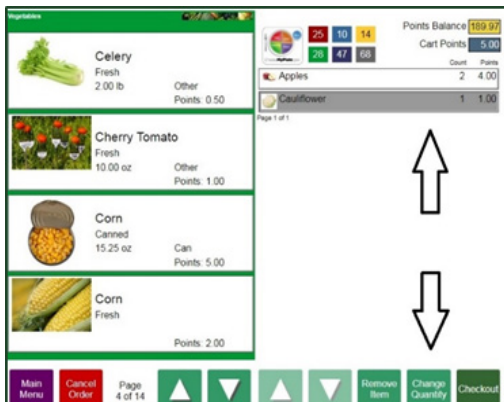 Vegetables
Celery
Fresh
2.00 lb
Other
Points: 0.50
Cherry Tomato
Fresh
10.00 oz
Other
Points: 1.00
Corn
Canned
15.25 oz
Can
Points: 5.00
Corn
Fresh
Points: 2.00
25 10 14
28 47 68
Points Balance 189.97
Cart Points 5.00
Count Points
Apples 2 4.00
Cauliflower 1 1.00
Page 1 of 1
Main Menu
Cancel Order
Page 4 of 14
Remove Item
Change Quantity
Checkout